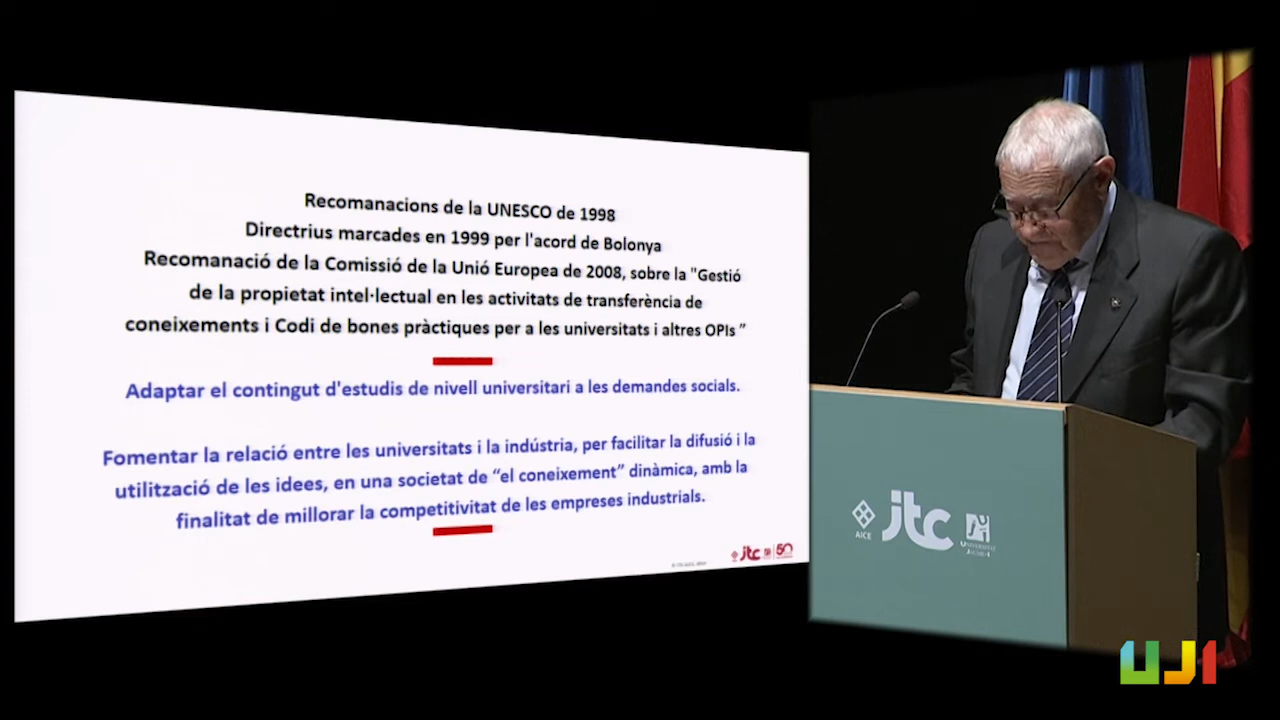 Recomanacions de la UNESCO de 1998
Directrius marcades en 1999 per l'acord de Bolonya
Recomanació de la Comissió de la Unió Europea de 2008, sobre la "Gestió
de la propietat intel·lectual en les activitats de transferència de
coneixements i Codi de bones pràctiques per a les universitats i altres OPIs ”
Adaptar el contingut d'estudis de nivell universitari a les demandes socials.
Fomentar la relació entre les universitats i la indústria, per facilitar la difusió i la
utilització de les idees, en una societat de “el coneixement” dinàmica, amb la
finalitat de millorar la competitivitat de les empreses industrials.
itc
50
AICE
itc
UNIVERSITAT
JAUME·I
UJI